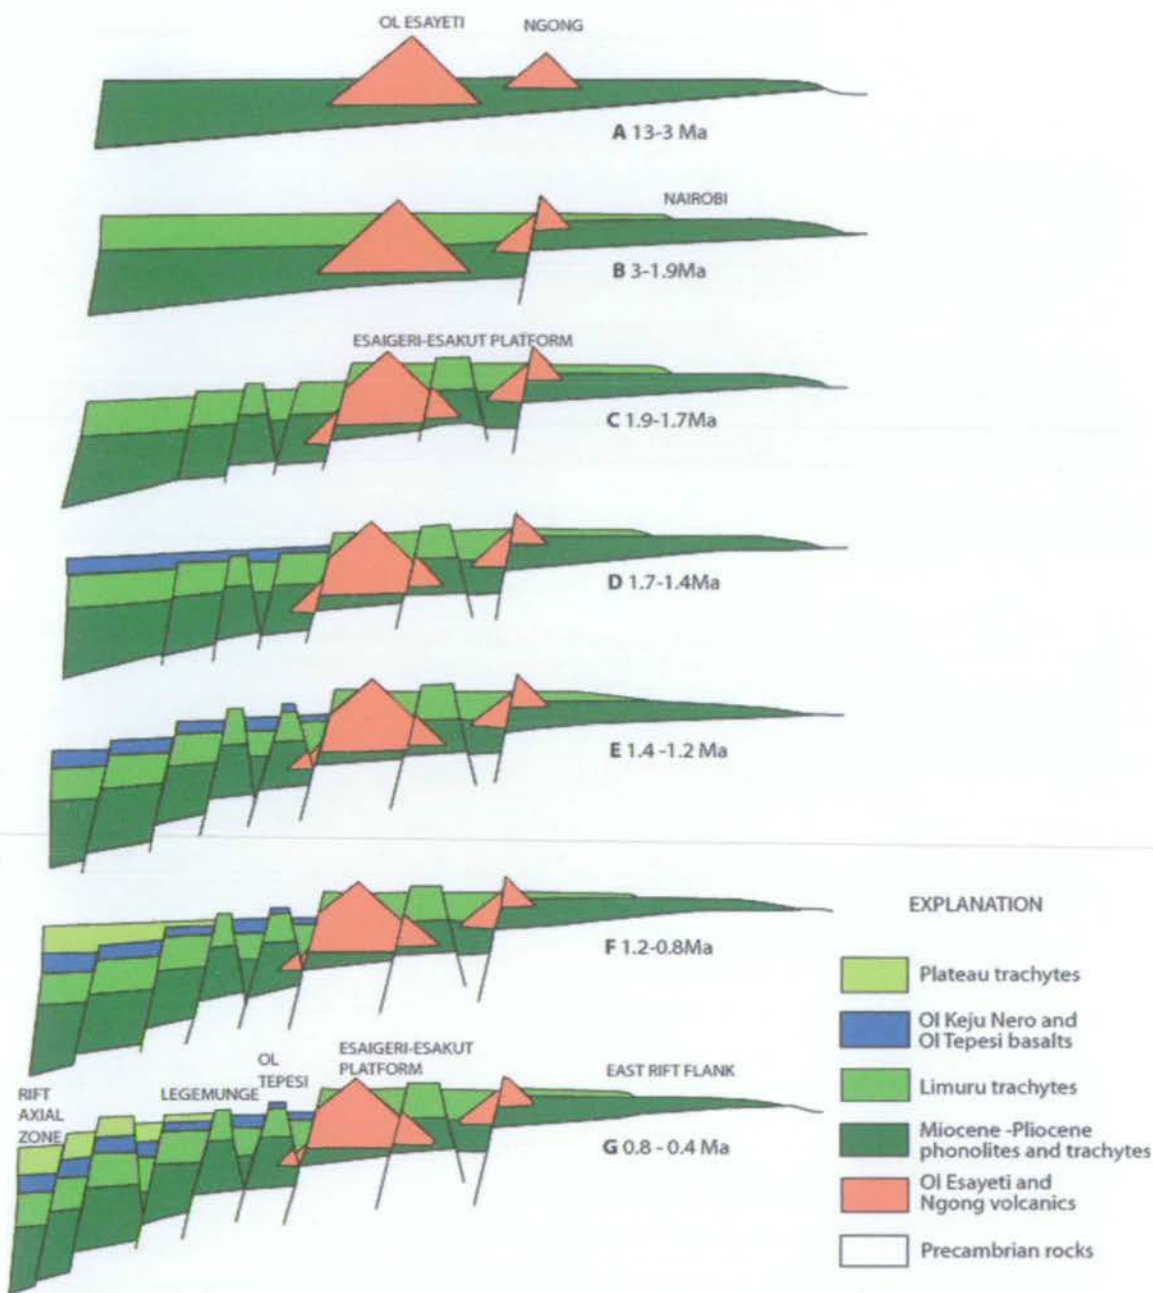 OL ESAYETI
NGONG
A 13-3 Ma
NAIROBI
B 3-1.9Ma
ESAIGERI-ESAKUT PLATFORM
C 1.9-1.7Ma
D 1.7-1.4Ma
E 1.4 -1.2 Ma
F 1.2-0.8Ma
RIFT
AXIAL
ZONE
LEGEMUNGE
OL
TEPESI
ESAIGERI-ESAKUT
PLATFORM
EAST RIFT FLANK
G 0.8 - 0.4 Ma
EXPLANATION
Plateau trachytes
Ol Keju Nero and
Ol Tepesi basalts
Limuru trachytes
Miocene -Pliocene
phonolites and trachytes
Ol Esayeti and
Ngong volcanics
Precambrian rocks